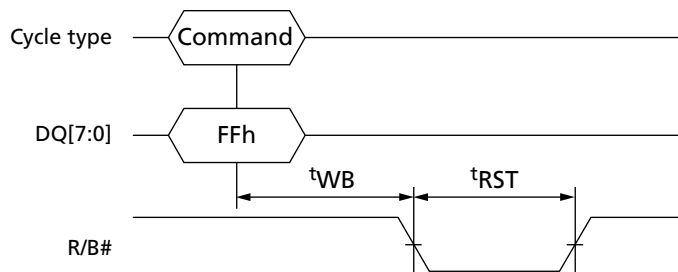 Cycle type
Command
DQ[7:0]
FFh
tWB
tRST
R/B#